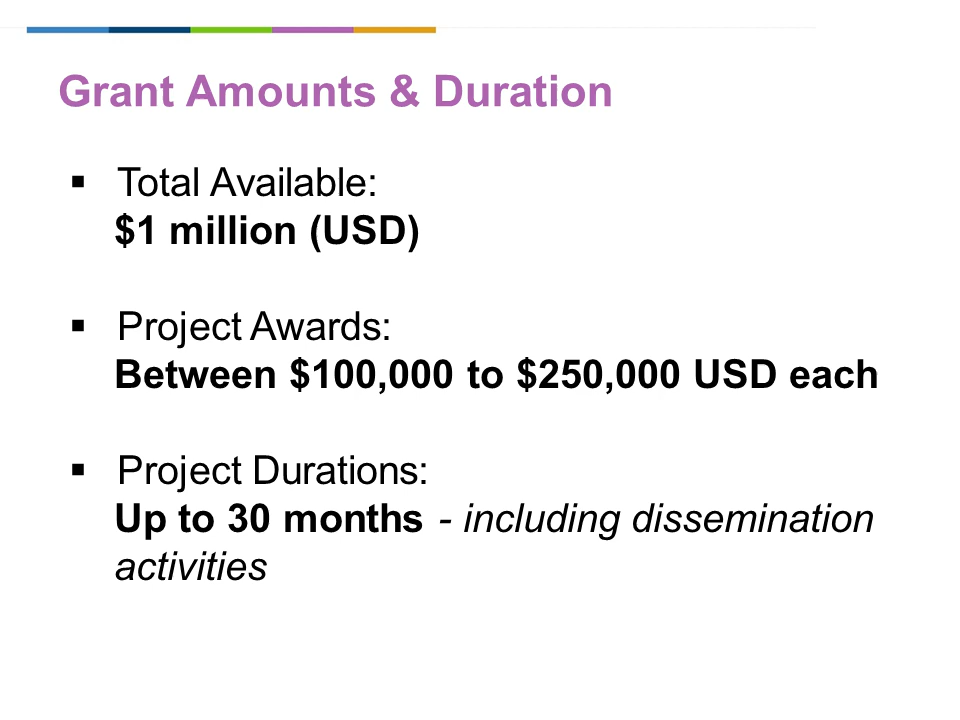 Grant Amounts & Duration
▪ Total Available:
$1 million (USD)
▪ Project Awards:
Between $100,000 to $250,000 USD each
▪ Project Durations:
Up to 30 months - including dissemination
activities